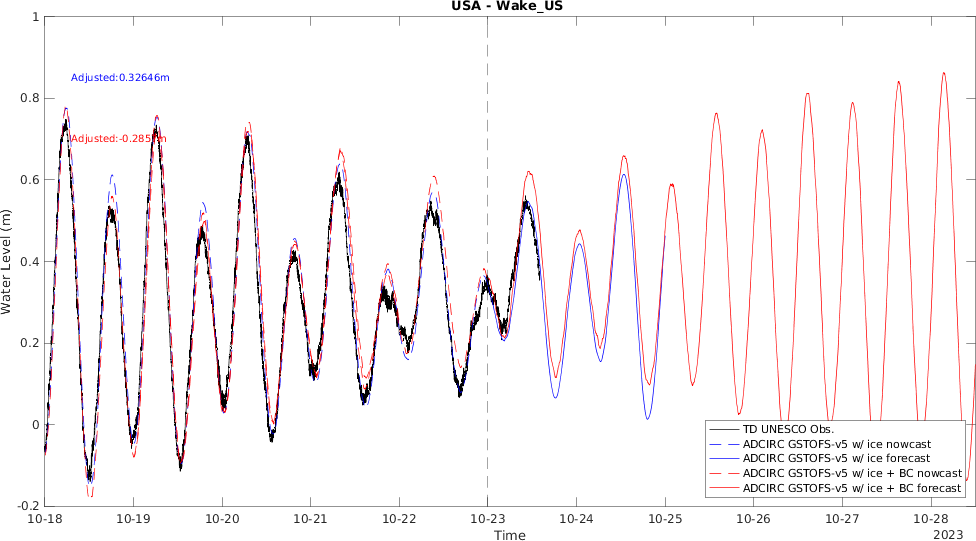 USA - Wake_US
1
0.8
0.6
0.4
0.2
0
-0.2
Water Level (m)
Adjusted:0.32646m
TD UNESCO Obs.
ADCIRC GSTOFS-v5 w/ ice nowcast
ADCIRC GSTOFS-v5 w/ ice forecast
ADCIRC GSTOFS-v5 w/ ice + BC nowcast
ADCIRC GSTOFS-v5 w/ ice + BC forecast
10-18 10-19 10-20 10-21 10-22 10-23 10-24 10-25 10-26 10-27 10-28
Time
2023